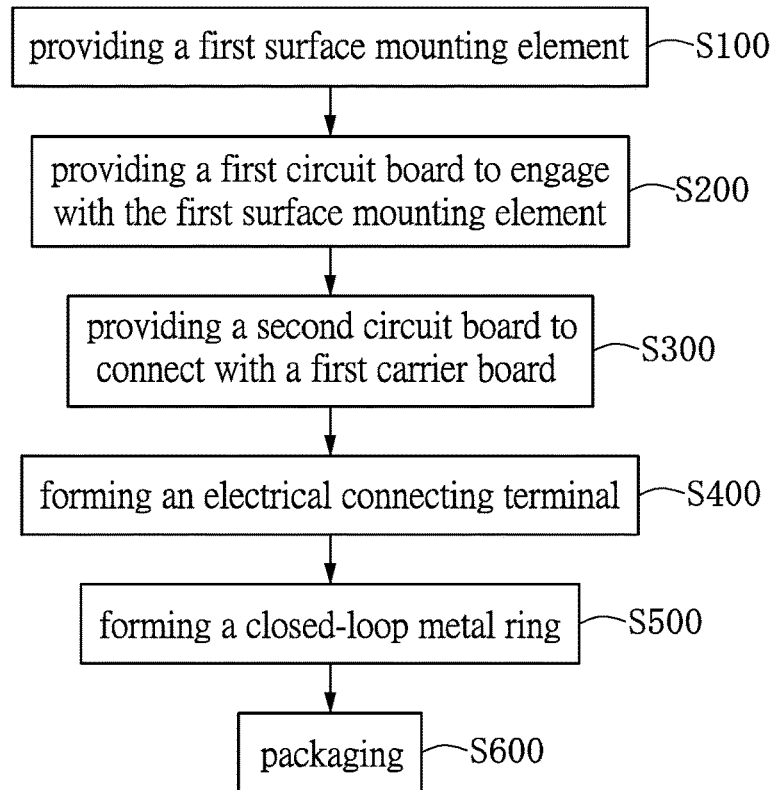 providing a first surface mounting element
S100
providing a first circuit board to engage
with the first surface mounting element
S200
providing a second circuit board to
connect with a first carrier board
S300
forming an electrical connecting terminal
S400
forming a closed-loop metal ring
S500
packaging
S600